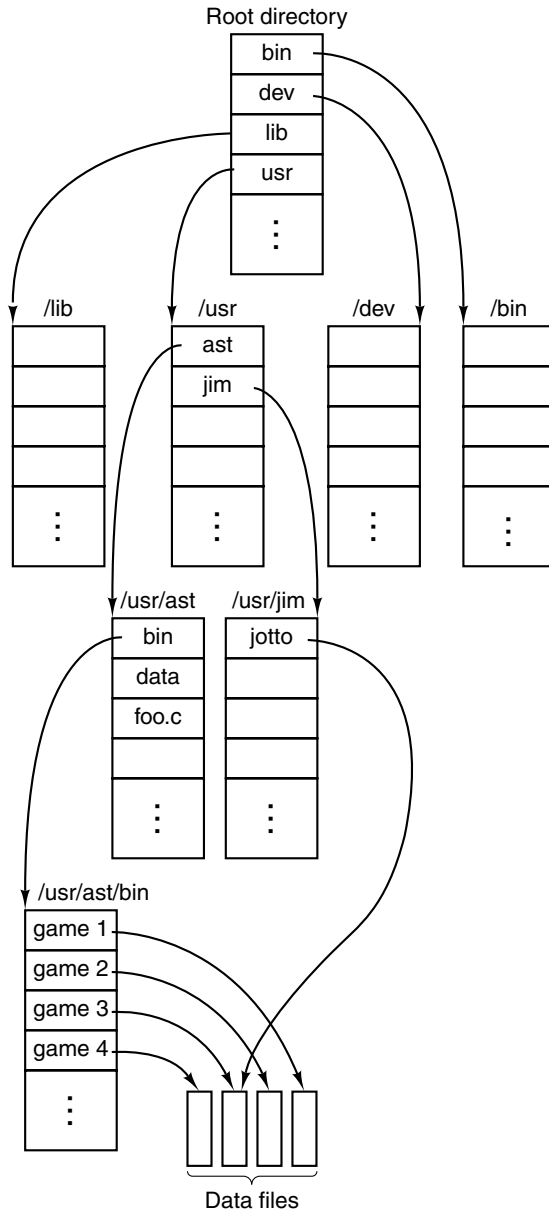 Root directory
bin
dev
lib
usr
⋮
/lib
/usr
/dev
/bin
ast
jim
⋮
⋮
⋮
⋮
/usr/ast
/usr/jim
bin
jotto
data
foo.c
⋮
⋮
/usr/ast/bin
game 1
game 2
game 3
game 4
⋮
Data files